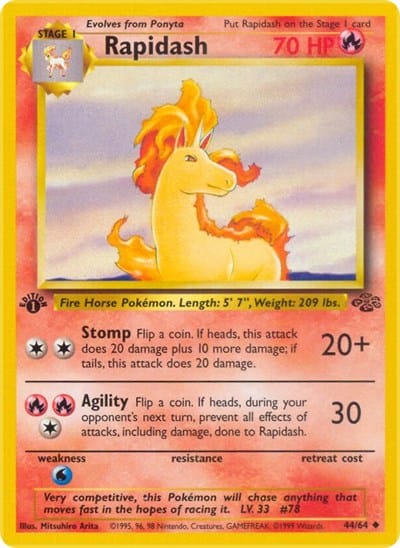 Evolves from Ponyta Put Rapidash on the Stage 1 card
STAGE 1
Rapidash 70 HP
EDITION
1
Fire Horse Pokémon. Length: 5' 7", Weight: 209 lbs.
Stomp Flip a coin. If heads, this attack
does 20 damage plus 10 more damage; if
tails, this attack does 20 damage.
20+
Agility Flip a coin. If heads, during your
opponent's next turn, prevent all effects of
attacks, including damage, done to Rapidash.
30
weakness resistance retreat cost
Very competitive, this Pokémon will chase anything that
moves fast in the hopes of racing it. LV. 33 #78
Illus. Mitsuhiro Arita ©1995, 96, 98 Nintendo, Creatures, GAMEFREAK. ©1999 Wizards. 44/64